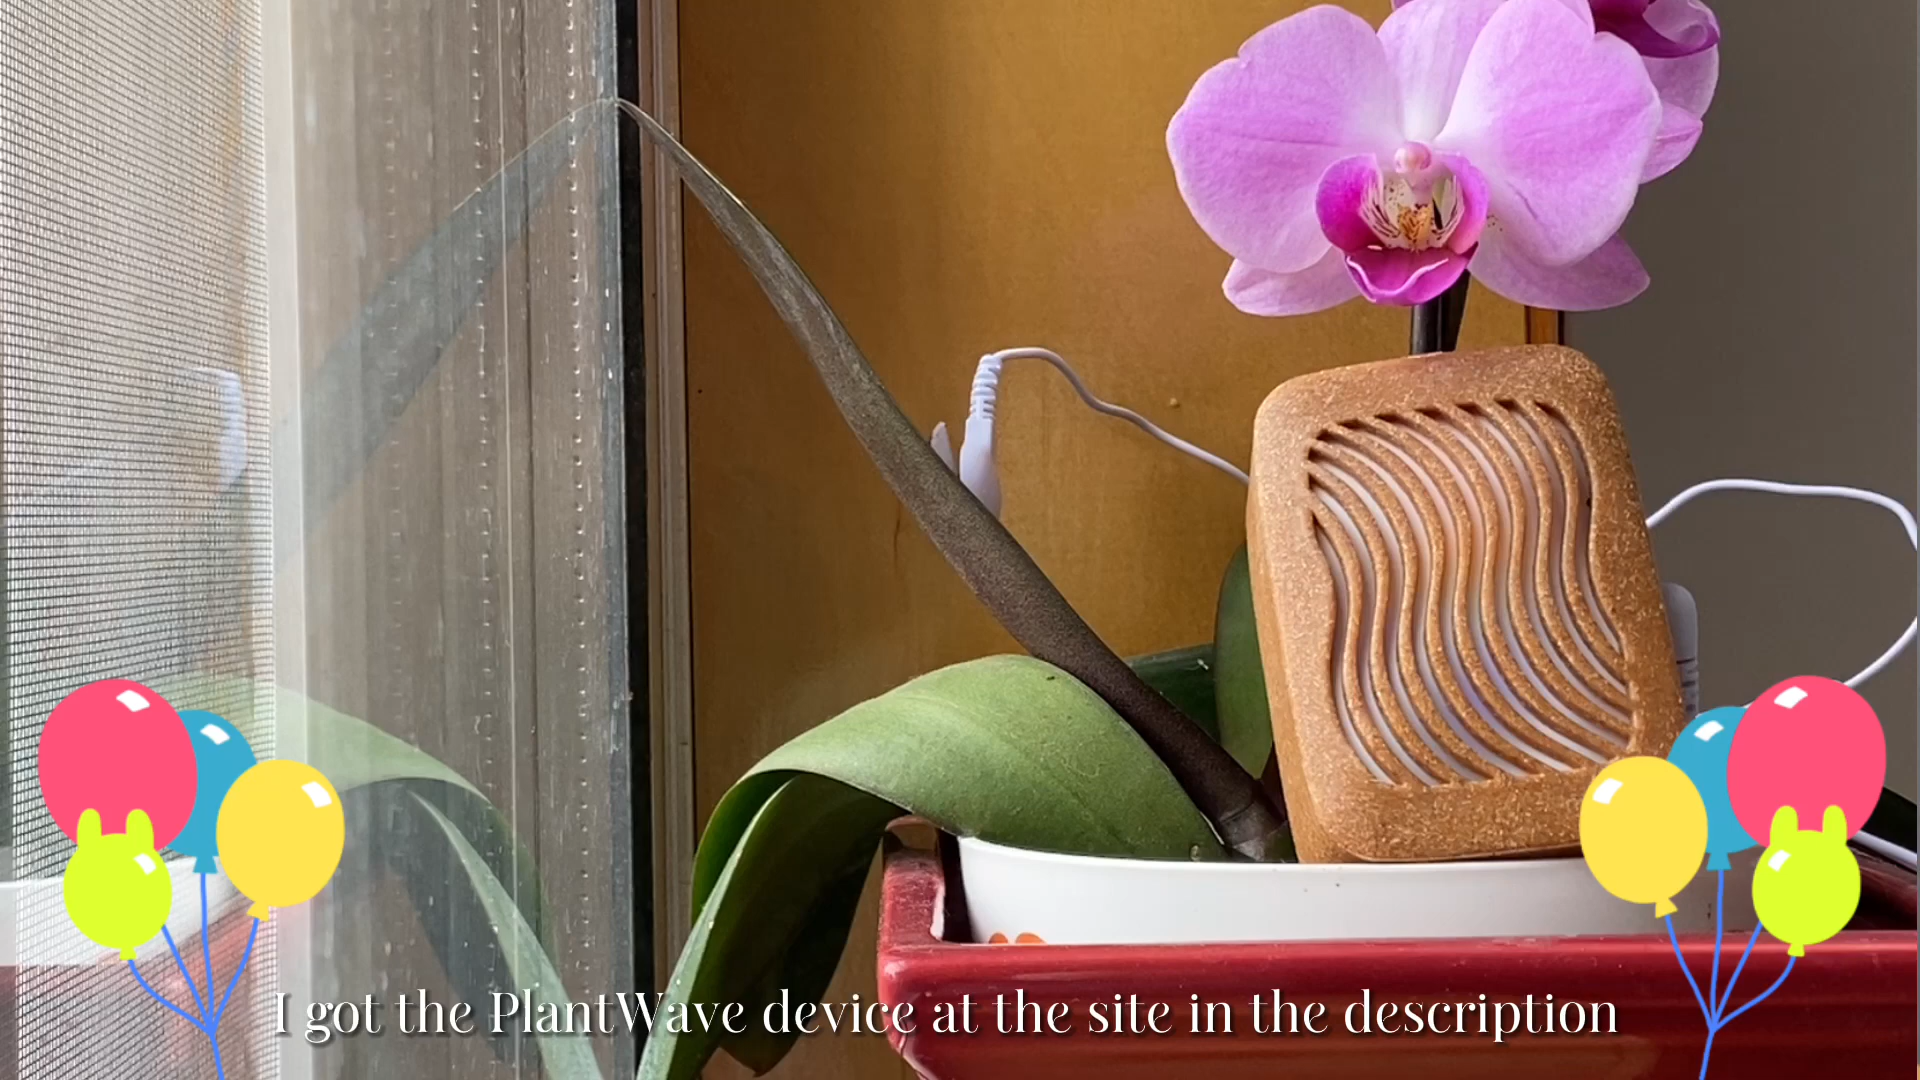 I got the PlantWave device at the site in the description